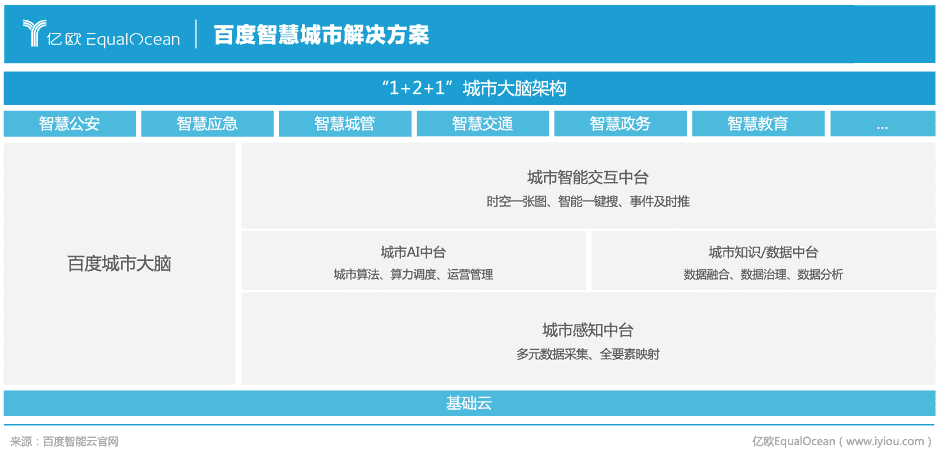 亿欧 EqualOcean
百度智慧城市解决方案
“1+2+1”城市大脑架构
智慧公安
智慧应急
智慧城管
智慧交通
智慧政务
智慧教育
...
百度城市大脑
城市智能交互中台
时空一张图、智能一键搜、事件及时推
城市AI中台
城市算法、算力调度、运营管理
城市知识/数据中台
数据融合、数据治理、数据分析
城市感知中台
多元数据采集、全要素映射
基础云
来源：百度智能云官网
亿欧EqualOcean（www.iyiou.com）